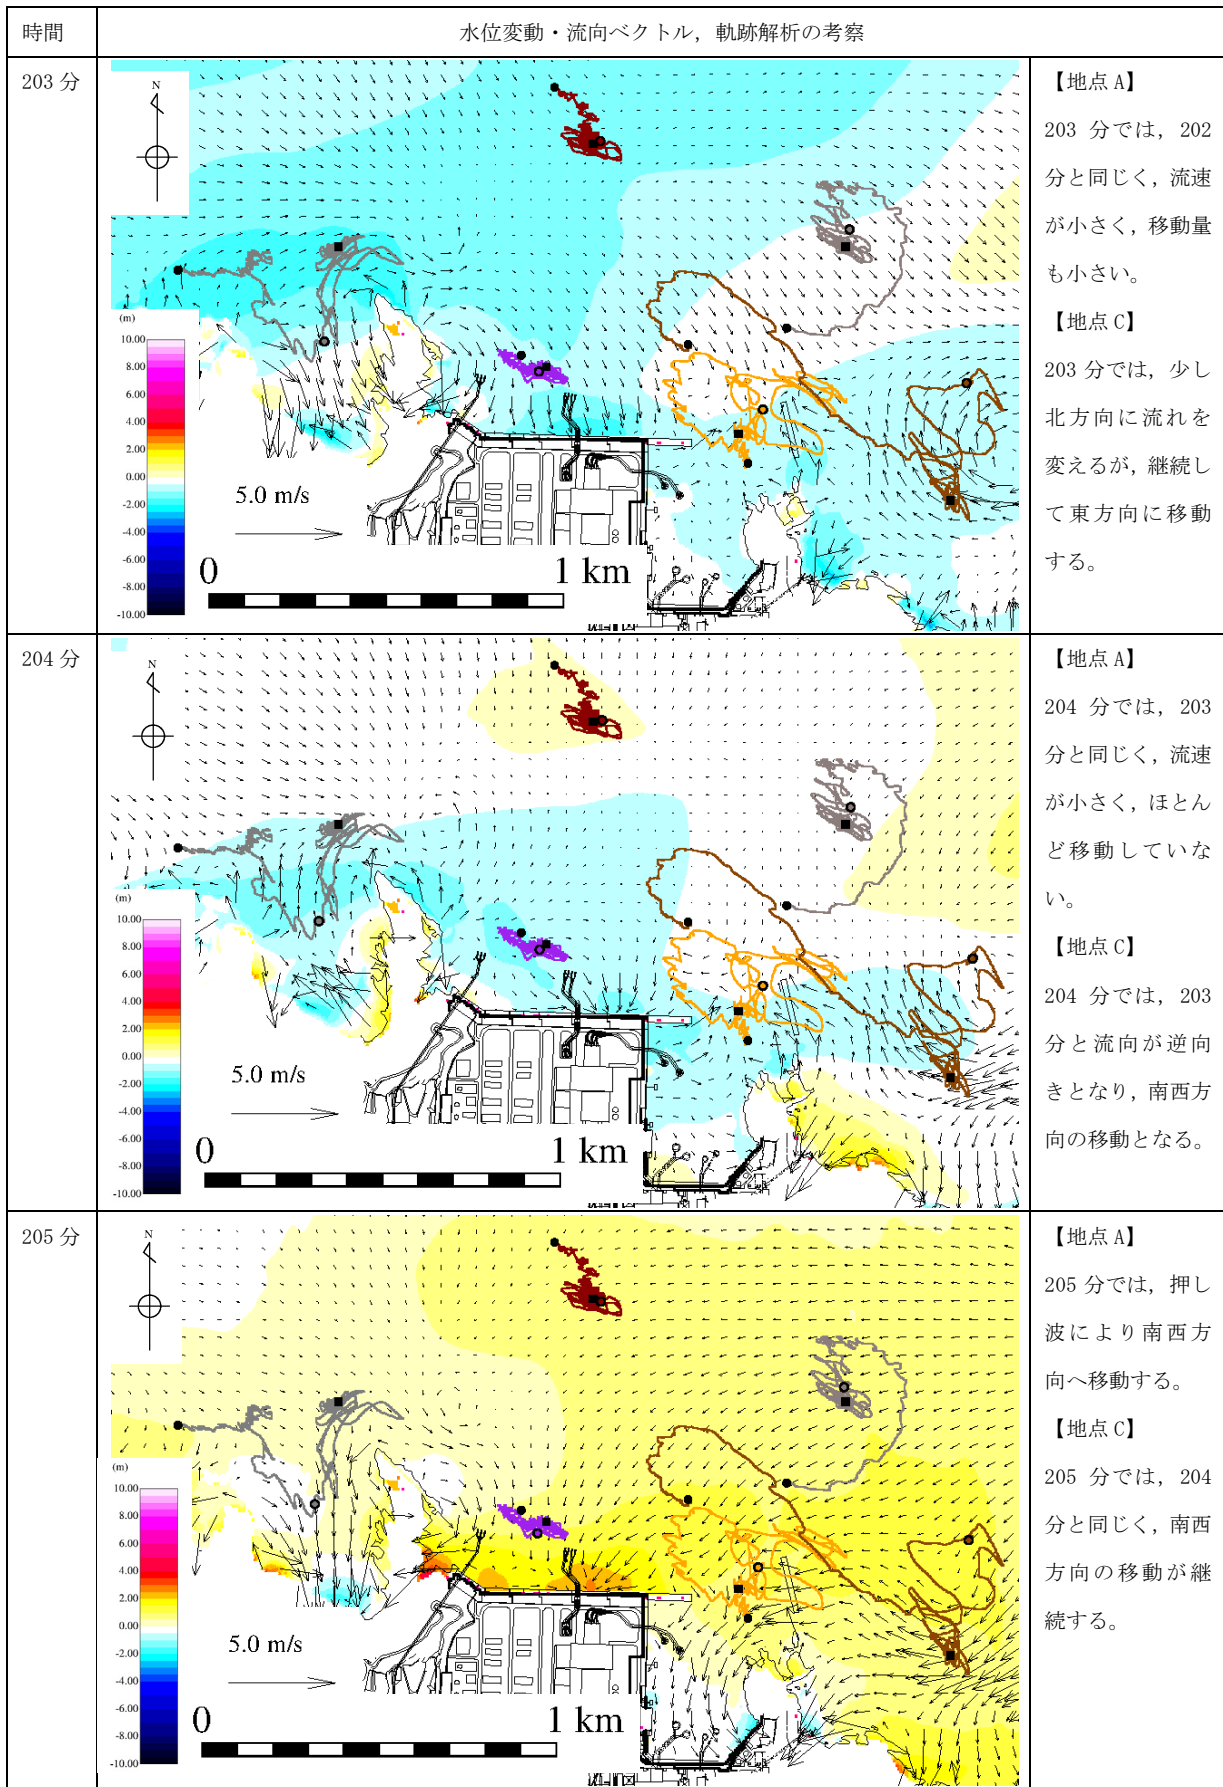 時間
水位変動・流向ベクトル，軌跡解析の考察
203 分
N
(m)
10.00
8.00
6.00
4.00
2.00
0.00
-2.00
-4.00
-6.00
-8.00
-10.00
5.0 m/s
0
1 km
【地点 A】
203 分では，202
分と同じく，流速
が小さく，移動量
も小さい。
【地点 C】
203 分では，少し
北方向に流れを
変えるが，継続し
て東方向に移動
する。
204 分
N
(m)
10.00
8.00
6.00
4.00
2.00
0.00
-2.00
-4.00
-6.00
-8.00
-10.00
5.0 m/s
0
1 km
【地点 A】
204 分では，203
分と同じく，流速
が小さく，ほとん
ど移動していな
い。
【地点 C】
204 分では，203
分と流向が逆向
きとなり，南西方
向の移動となる。
205 分
N
(m)
10.00
8.00
6.00
4.00
2.00
0.00
-2.00
-4.00
-6.00
-8.00
-10.00
5.0 m/s
0
1 km
【地点 A】
205 分では，押し
波により南西方
向へ移動する。
【地点 C】
205 分では，204
分と同じく，南西
方向の移動が継
続する。